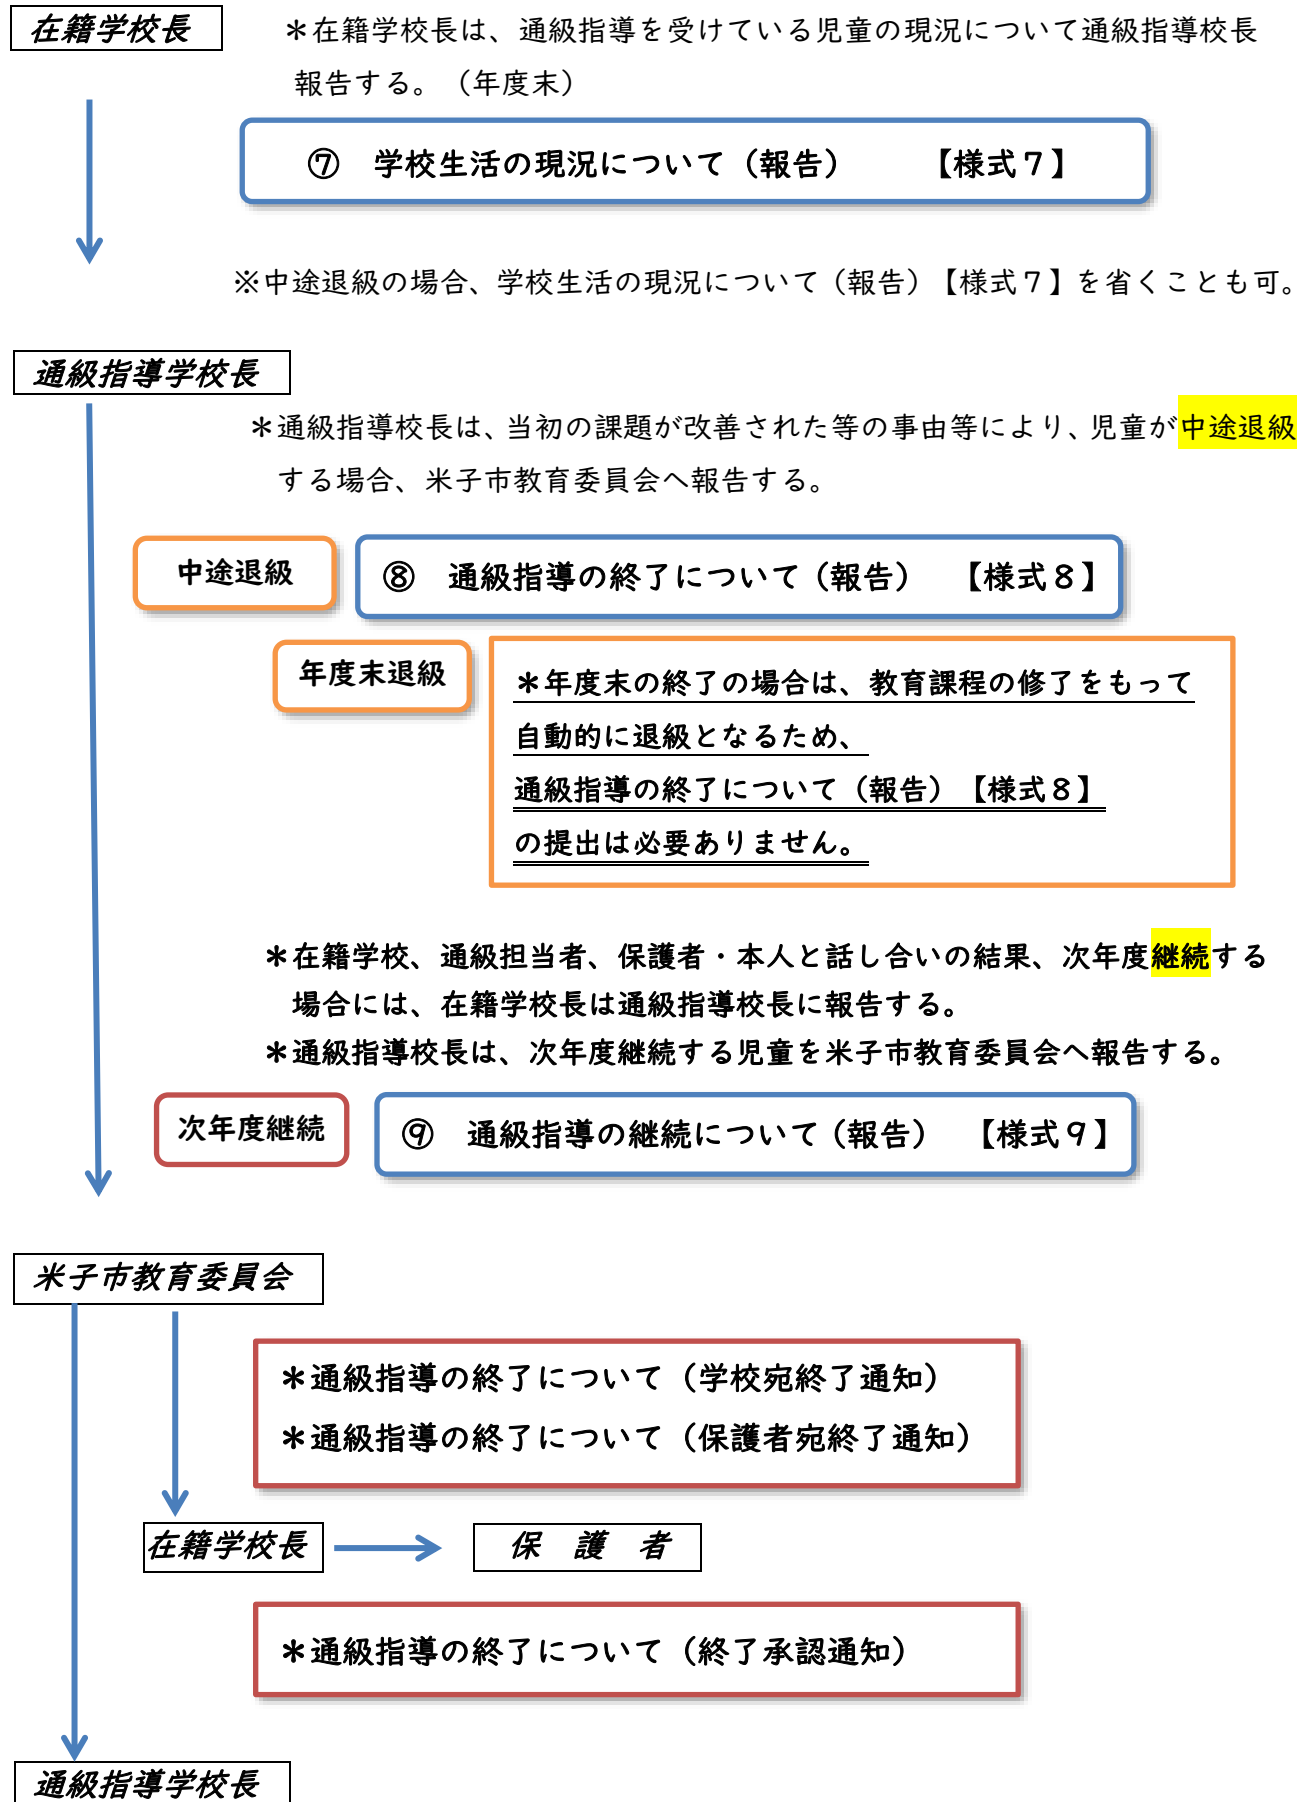 在籍学校長
＊在籍学校長は、通級指導を受けている児童の現況について通級指導校長
報告する。（年度末）
⑦　学校生活の現況について（報告）　　【様式７】
※中途退級の場合、学校生活の現況について（報告）【様式７】を省くことも可。
通級指導学校長
＊通級指導校長は、当初の課題が改善された等の事由等により、児童が中途退級
する場合、米子市教育委員会へ報告する。
中途退級
⑧　通級指導の終了について（報告）　【様式８】
年度末退級
＊年度末の終了の場合は、教育課程の修了をもって
自動的に退級となるため、
通級指導の終了について（報告）【様式８】
の提出は必要ありません。
＊在籍学校、通級担当者、保護者・本人と話し合いの結果、次年度継続する
場合には、在籍学校長は通級指導校長に報告する。
＊通級指導校長は、次年度継続する児童を米子市教育委員会へ報告する。
次年度継続
⑨　通級指導の継続について（報告）　【様式９】
米子市教育委員会
＊通級指導の終了について（学校宛終了通知）
＊通級指導の終了について（保護者宛終了通知）
在籍学校長
保　護　者
＊通級指導の終了について（終了承認通知）
通級指導学校長